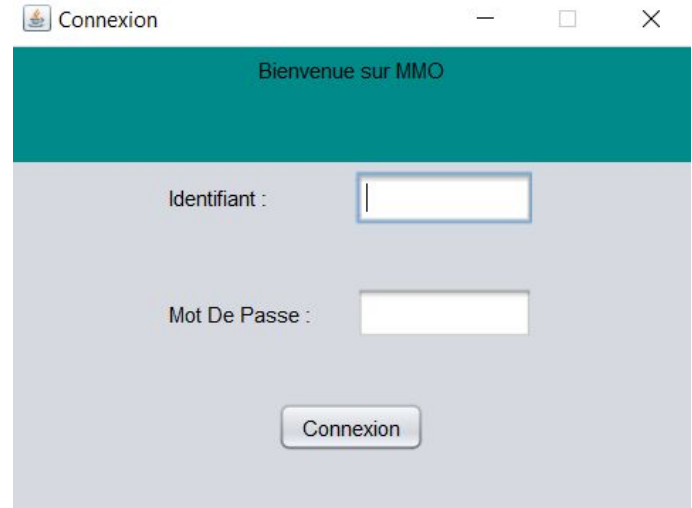 Connexion
Bienvenue sur MMO
Identifiant :
Mot De Passe :
Connexion